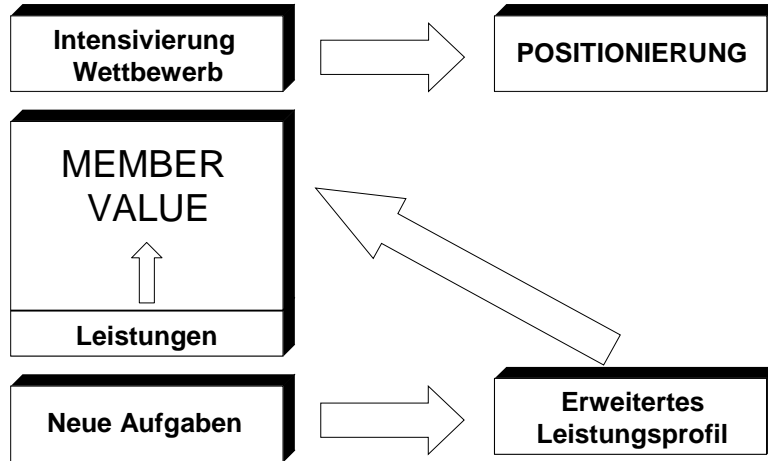 Intensivierung
Wettbewerb
POSITIONIERUNG
MEMBER
VALUE
Leistungen
Neue Aufgaben
Erweitertes
Leistungsprofil